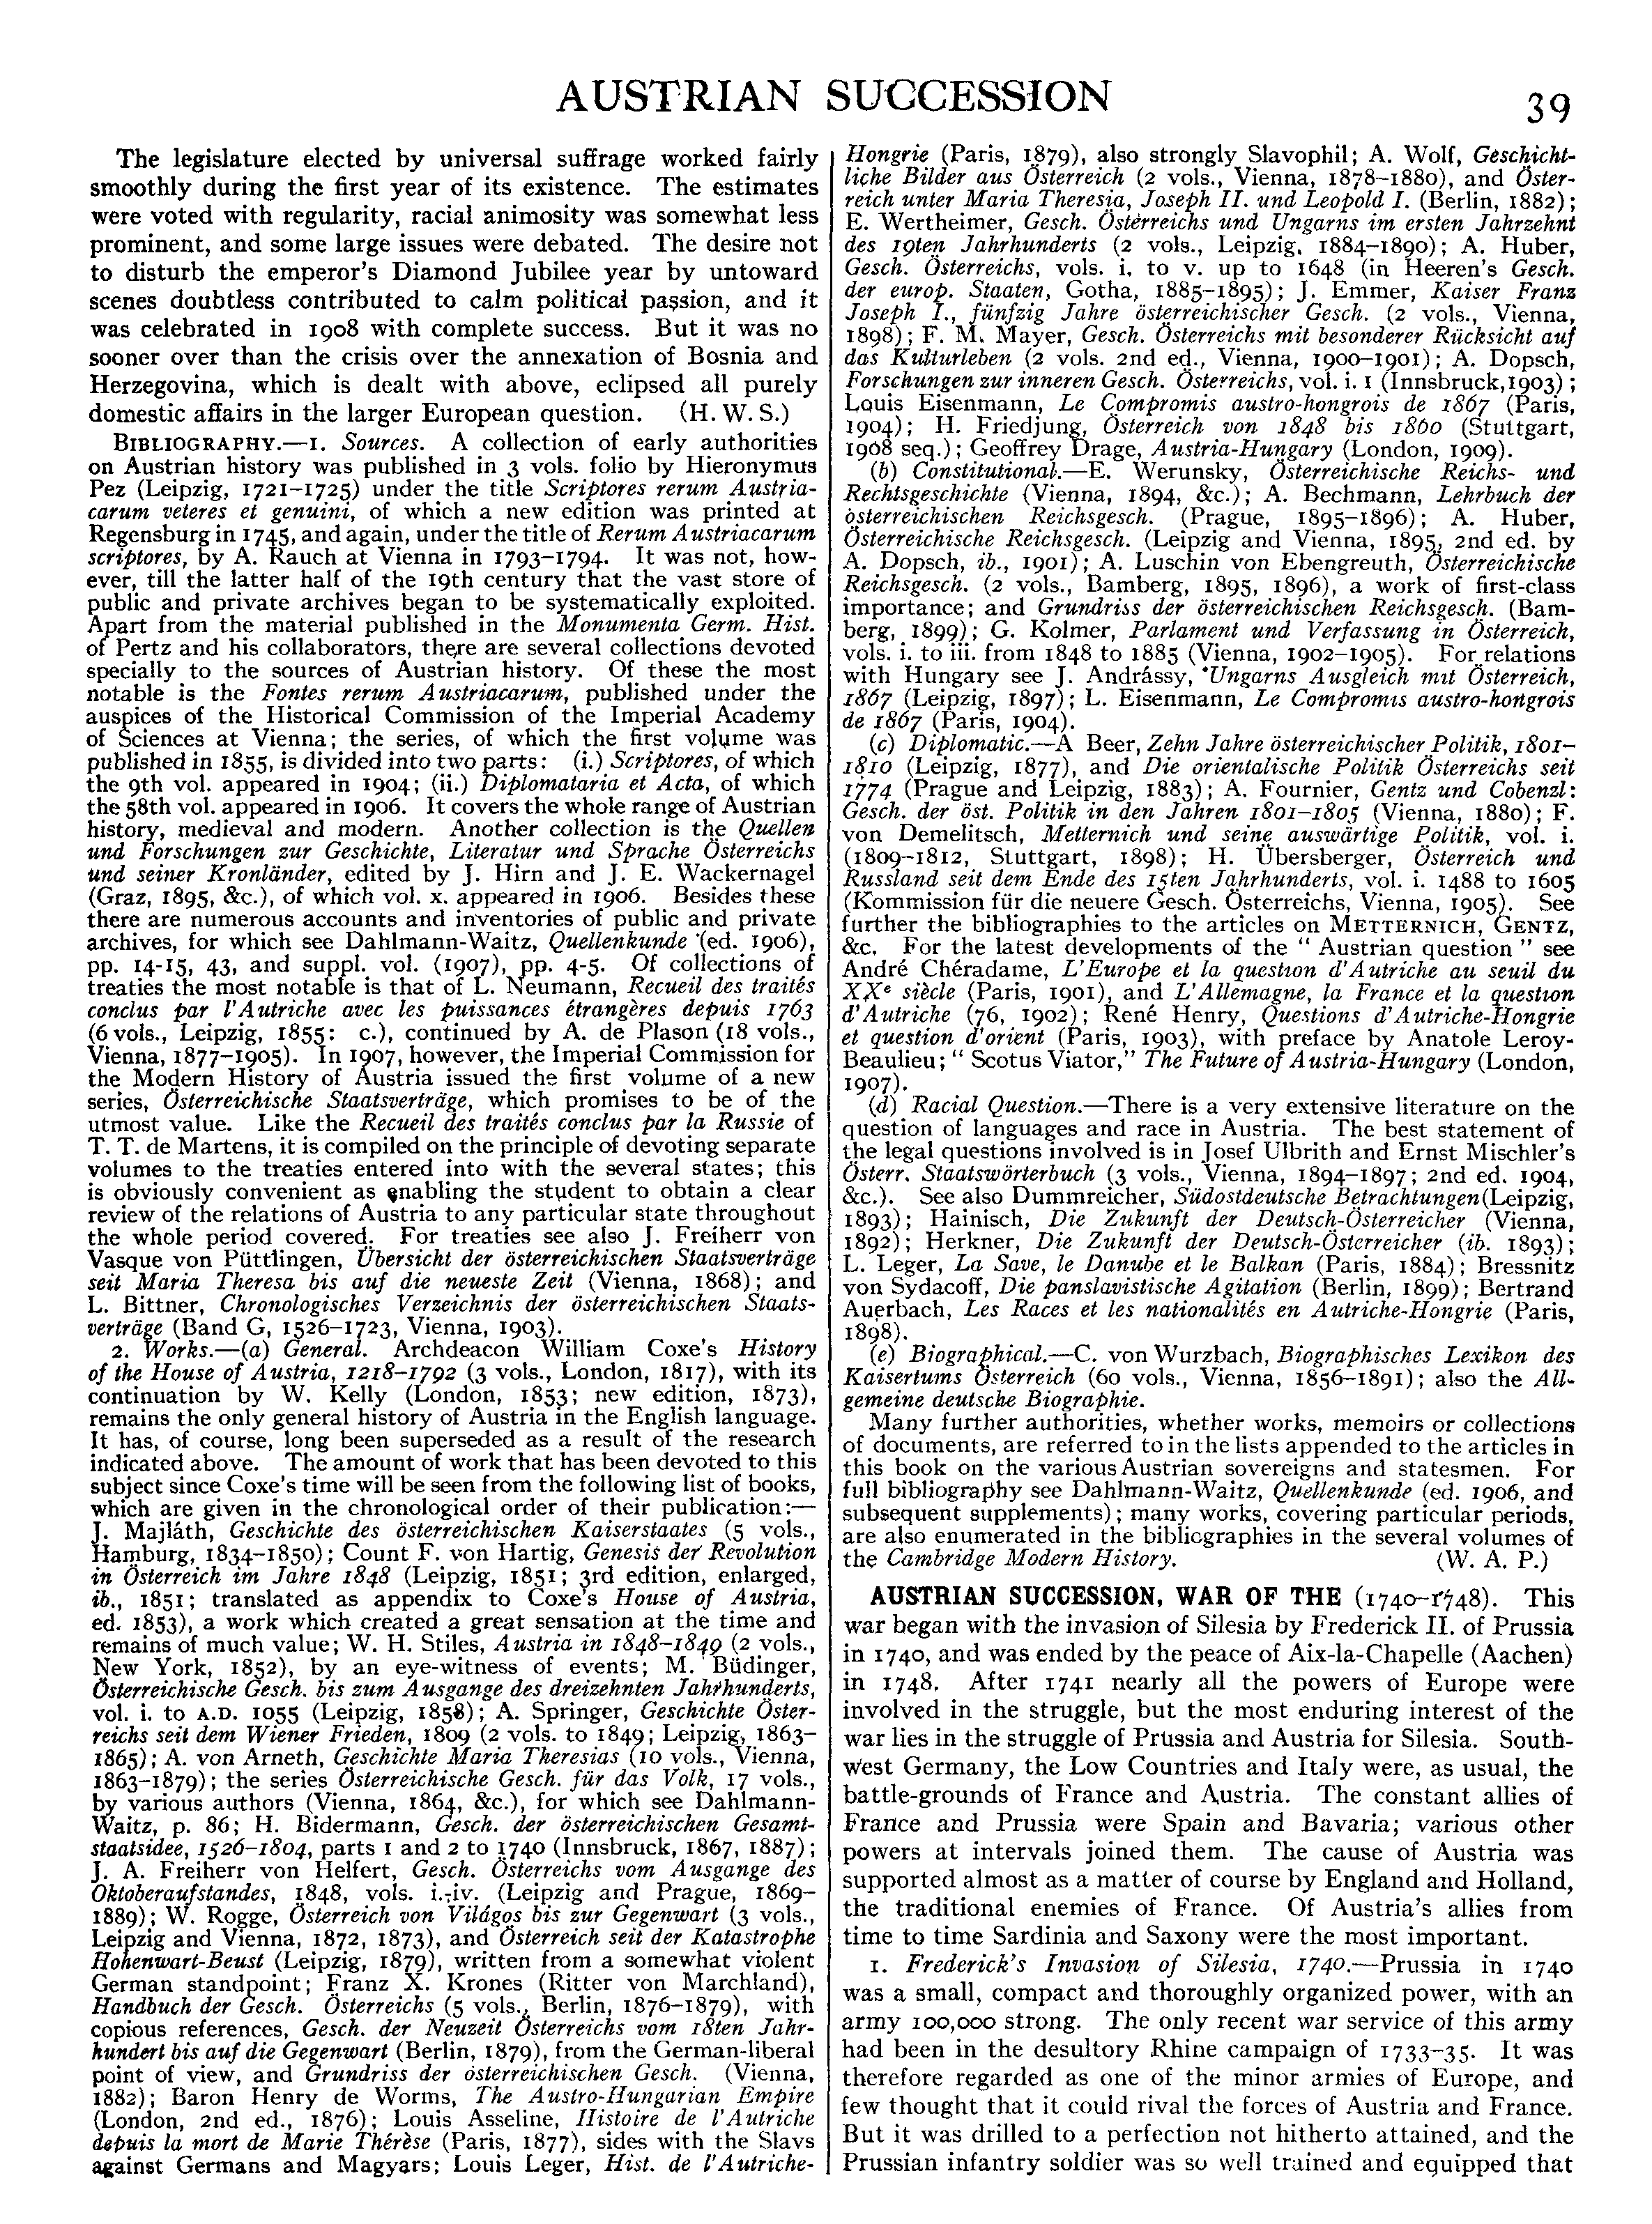 AUSTRIAN SUCCESSION
39
The legislature elected by universal suffrage worked fairly
smoothly during the first year of its existence. The estimates
were voted with regularity, racial animosity was somewhat less
prominent, and some large issues were debated. The desire not
to disturb the emperor's Diamond Jubilee year by untoward
scenes doubtless contributed to calm political passion, and it
was celebrated in 1908 with complete success. But it was no
sooner over than the crisis over the annexation of Bosnia and
Herzegovina, which is dealt with above, eclipsed all purely
domestic affairs in the larger European question. (H. W. S.)
BIBLIOGRAPHY.—1. Sources. A collection of early authorities
on Austrian history was published in 3 vols. folio by Hieronymus
Pez (Leipzig, 1721–1725) under the title Scriptores rerum Austria-
carum veteres et genuini, of which a new edition was printed at
Regensburg in 1745, and again, under the title of Rerum Austriacarum
scriptores, by A. Rauch at Vienna in 1793–1794. It was not, how-
ever, till the latter half of the 19th century that the vast store of
public and private archives began to be systematically exploited.
Apart from the material published in the Monumenta Germ. Hist.
of Pertz and his collaborators, there are several collections devoted
specially to the sources of Austrian history. Of these the most
notable is the Fontes rerum Austriacarum, published under the
auspices of the Historical Commission of the Imperial Academy
of Sciences at Vienna; the series, of which the first volume was
published in 1855, is divided into two parts: (i.) Scriptores, of which
the 9th vol. appeared in 1904; (ii.) Diplomataria et Acta, of which
the 58th vol. appeared in 1906. It covers the whole range of Austrian
history, medieval and modern. Another collection is the Quellen
und Forschungen zur Geschichte, Literatur und Sprache Österreichs
und seiner Kronländer, edited by J. Hirn and J. E. Wackernagel
(Graz, 1895, &c.), of which vol. x. appeared in 1906. Besides these
there are numerous accounts and inventories of public and private
archives, for which see Dahlmann-Waitz, Quellenkunde (ed. 1906),
pp. 14-15, 43, and suppl. vol. (1907), pp. 4-5. Of collections of
treaties the most notable is that of L. Neumann, Recueil des traités
conclus par l'Autriche avec les puissances étrangères depuis 1763
(6 vols., Leipzig, 1855: c.), continued by A. de Plason (18 vols.,
Vienna, 1877–1905). In 1907, however, the Imperial Commission for
the Modern History of Austria issued the first volume of a new
series, Österreichische Staatsverträge, which promises to be of the
utmost value. Like the Recueil des traités conclus par la Russie of
T. T. de Martens, it is compiled on the principle of devoting separate
volumes to the treaties entered into with the several states; this
is obviously convenient as enabling the student to obtain a clear
review of the relations of Austria to any particular state throughout
the whole period covered. For treaties see also J. Freiherr von
Vasque von Püttlingen, Übersicht der österreichischen Staatsverträge
seit Maria Theresa bis auf die neueste Zeit (Vienna, 1868); and
L. Bittner, Chronologisches Verzeichnis der österreichischen Staats-
verträge (Band G, 1526–1723, Vienna, 1903).
2. Works.—(a) General. Archdeacon William Coxe's History
of the House of Austria, 1218–1792 (3 vols., London, 1817), with its
continuation by W. Kelly (London, 1853; new edition, 1873),
remains the only general history of Austria in the English language.
It has, of course, long been superseded as a result of the research
indicated above. The amount of work that has been devoted to this
subject since Coxe's time will be seen from the following list of books,
which are given in the chronological order of their publication:—
J. Majláth, Geschichte des österreichischen Kaiserstaates (5 vols.,
Hamburg, 1834–1850); Count F. von Hartig, Genesis der Revolution
in Österreich im Jahre 1848 (Leipzig, 1851; 3rd edition, enlarged,
ib., 1851; translated as appendix to Coxe's House of Austria,
ed. 1853), a work which created a great sensation at the time and
remains of much value; W. H. Stiles, Austria in 1848–1849 (2 vols.,
New York, 1852), by an eye-witness of events; M. Büdinger,
Österreichische Gesch. bis zum Ausgange des dreizehnten Jahrhunderts,
vol. i. to A.D. 1055 (Leipzig, 1858); A. Springer, Geschichte Öster-
reichs seit dem Wiener Frieden, 1809 (2 vols. to 1849; Leipzig, 1863–
1865); A. von Arneth, Geschichte Maria Theresias (10 vols., Vienna,
1863–1879); the series Österreichische Gesch. für das Volk, 17 vols.,
by various authors (Vienna, 1864, &c.), for which see Dahlmann-
Waitz, p. 86; H. Bidermann, Gesch. der österreichischen Gesamt-
staatsidee, 1526–1804, parts 1 and 2 to 1740 (Innsbruck, 1867, 1887);
J. A. Freiherr von Helfert, Gesch. Österreichs vom Ausgange des
Oktoberaufstandes, 1848, vols. i.-iv. (Leipzig and Prague, 1869–
1889); W. Rogge, Österreich von Világos bis zur Gegenwart (3 vols.,
Leipzig and Vienna, 1872, 1873), and Österreich seit der Katastrophe
Hohenwart-Beust (Leipzig, 1879), written from a somewhat violent
German standpoint; Franz X. Krones (Ritter von Marchland),
Handbuch der Gesch. Österreichs (5 vols., Berlin, 1876–1879), with
copious references, Gesch. der Neuzeit Österreichs vom 18ten Jahr-
hundert bis auf die Gegenwart (Berlin, 1879), from the German-liberal
point of view, and Grundriss der österreichischen Gesch. (Vienna,
1882); Baron Henry de Worms, The Austro-Hungarian Empire
(London, 2nd ed., 1876); Louis Asseline, Histoire de l'Autriche
depuis la mort de Marie Thérèse (Paris, 1877), sides with the Slavs
against Germans and Magyars; Louis Leger, Hist. de l'Autriche-
Hongrie (Paris, 1879), also strongly Slavophil; A. Wolf, Geschicht-
liche Bilder aus Österreich (2 vols., Vienna, 1878–1880), and Öster-
reich unter Maria Theresia, Joseph II. und Leopold I. (Berlin, 1882);
E. Wertheimer, Gesch. Österreichs und Ungarns im ersten Jahrzehnt
des 19ten Jahrhunderts (2 vols., Leipzig, 1884–1890); A. Huber,
Gesch. Österreichs, vols. i. to v. up to 1648 (in Heeren's Gesch.
der europ. Staaten, Gotha, 1885–1895); J. Emmer, Kaiser Franz
Joseph I., fünfzig Jahre österreichischer Gesch. (2 vols., Vienna,
1898); F. M. Mayer, Gesch. Österreichs mit besonderer Rücksicht auf
das Kulturleben (2 vols. 2nd ed., Vienna, 1900–1901); A. Dopsch,
Forschungen zur inneren Gesch. Österreichs, vol. i. 1 (Innsbruck, 1903);
Louis Eisenmann, Le Compromis austro-hongrois de 1867 (Paris,
1904); H. Friedjung, Österreich von 1848 bis 1860 (Stuttgart,
1908 seq.); Geoffrey Drage, Austria-Hungary (London, 1909).
(b) Constitutional.—E. Werunsky, Österreichische Reichs- und
Rechtsgeschichte (Vienna, 1894, &c.); A. Bechmann, Lehrbuch der
österreichischen Reichsgesch. (Prague, 1895–1896); A. Huber,
Österreichische Reichsgesch. (Leipzig and Vienna, 1895, 2nd ed. by
A. Dopsch, ib., 1901); A. Luschin von Ebengreuth, Österreichische
Reichsgesch. (2 vols., Bamberg, 1895, 1896), a work of first-class
importance; and Grundriss der österreichischen Reichsgesch. (Bam-
berg, 1899); G. Kolmer, Parlament und Verfassung in Österreich,
vols. i. to iii. from 1848 to 1885 (Vienna, 1902–1905). For relations
with Hungary see J. Andrássy, Ungarns Ausgleich mit Österreich,
1867 (Leipzig, 1897); L. Eisenmann, Le Compromis austro-hongrois
de 1867 (Paris, 1904).
(c) Diplomatic.—A Beer, Zehn Jahre österreichischer Politik, 1801–
1810 (Leipzig, 1877), and Die orientalische Politik Österreichs seit
1774 (Prague and Leipzig, 1883); A. Fournier, Gentz und Cobenzl:
Gesch. der öst. Politik in den Jahren 1801–1805 (Vienna, 1880); F.
von Demelitsch, Metternich und seine auswärtige Politik, vol. i.
(1809–1812, Stuttgart, 1898); H. Übersberger, Österreich und
Russland seit dem Ende des 15ten Jahrhunderts, vol. i. 1488 to 1605
(Kommission für die neuere Gesch. Österreichs, Vienna, 1905). See
further the bibliographies to the articles on METTERNICH, GENTZ,
&c. For the latest developments of the " Austrian question " see
André Chéradame, L'Europe et la question d'Autriche au seuil du
XXe siècle (Paris, 1901), and L'Allemagne, la France et la question
d'Autriche (76, 1902); René Henry, Questions d'Autriche-Hongrie
et question d'orient (Paris, 1903), with preface by Anatole Leroy-
Beaulieu; " Scotus Viator," The Future of Austria-Hungary (London,
1907).
(d) Racial Question.—There is a very extensive literature on the
question of languages and race in Austria. The best statement of
the legal questions involved is in Josef Ulbrith and Ernst Mischler's
Österr. Staatswörterbuch (3 vols., Vienna, 1894–1897; 2nd ed. 1904,
&c.). See also Dummreicher, Südostdeutsche Betrachtungen (Leipzig,
1893); Hainisch, Die Zukunft der Deutsch-Österreicher (Vienna,
1892); Herkner, Die Zukunft der Deutsch-Österreicher (ib. 1893);
L. Leger, La Save, le Danube et le Balkan (Paris, 1884); Bressnitz
von Sydacoff, Die panslavistische Agitation (Berlin, 1899); Bertrand
Auerbach, Les Races et les nationalités en Autriche-Hongrie (Paris,
1898).
(e) Biographical.—C. von Wurzbach, Biographisches Lexikon des
Kaisertums Österreich (60 vols., Vienna, 1856–1891); also the All-
gemeine deutsche Biographie.
Many further authorities, whether works, memoirs or collections
of documents, are referred to in the lists appended to the articles in
this book on the various Austrian sovereigns and statesmen. For
full bibliography see Dahlmann-Waitz, Quellenkunde (ed. 1906, and
subsequent supplements); many works, covering particular periods,
are also enumerated in the bibliographies in the several volumes of
the Cambridge Modern History. (W. A. P.)
AUSTRIAN SUCCESSION, WAR OF THE (1740–1748). This
war began with the invasion of Silesia by Frederick II. of Prussia
in 1740, and was ended by the peace of Aix-la-Chapelle (Aachen)
in 1748. After 1741 nearly all the powers of Europe were
involved in the struggle, but the most enduring interest of the
war lies in the struggle of Prussia and Austria for Silesia. South-
west Germany, the Low Countries and Italy were, as usual, the
battle-grounds of France and Austria. The constant allies of
France and Prussia were Spain and Bavaria; various other
powers at intervals joined them. The cause of Austria was
supported almost as a matter of course by England and Holland,
the traditional enemies of France. Of Austria's allies from
time to time Sardinia and Saxony were the most important.
1. Frederick's Invasion of Silesia, 1740.—Prussia in 1740
was a small, compact and thoroughly organized power, with an
army 100,000 strong. The only recent war service of this army
had been in the desultory Rhine campaign of 1733–35. It was
therefore regarded as one of the minor armies of Europe, and
few thought that it could rival the forces of Austria and France.
But it was drilled to a perfection not hitherto attained, and the
Prussian infantry soldier was so well trained and equipped that